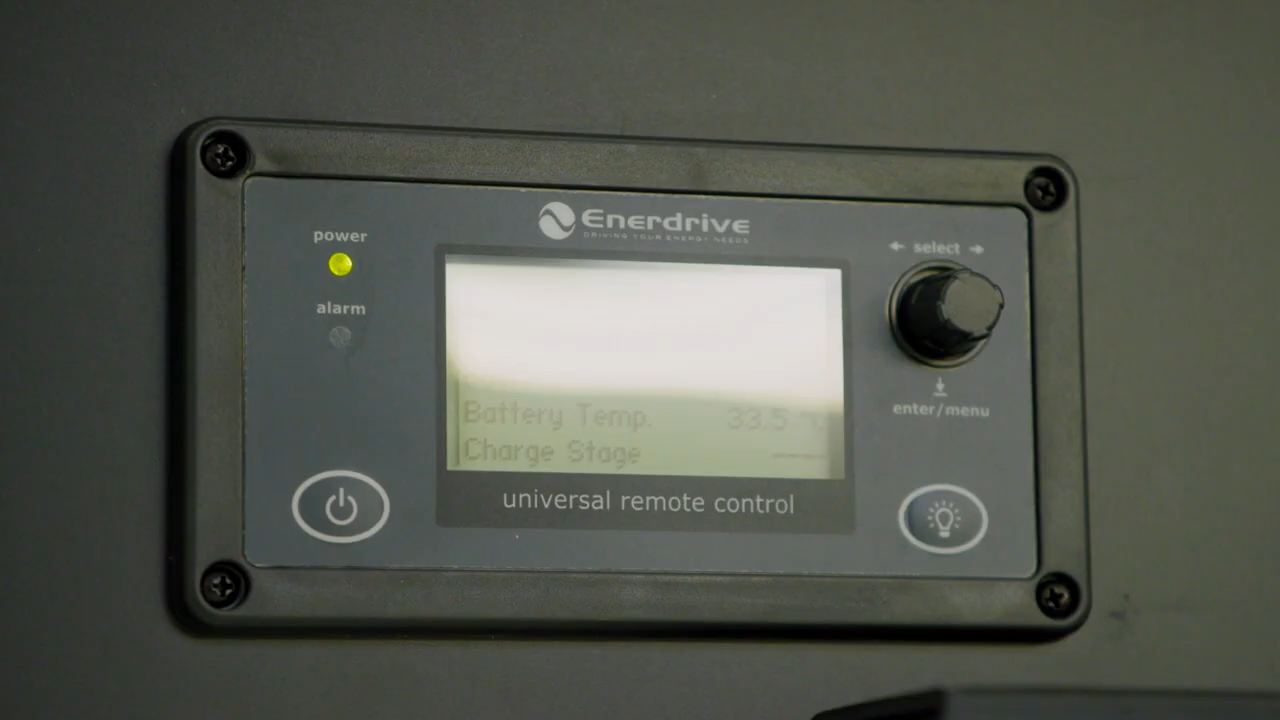 Enerdrive
DRIVING YOUR ENERGY NEEDS
power
alarm
← select →
Battery Temp. 33.5 °C
Charge Stage ----
enter/menu
universal remote control